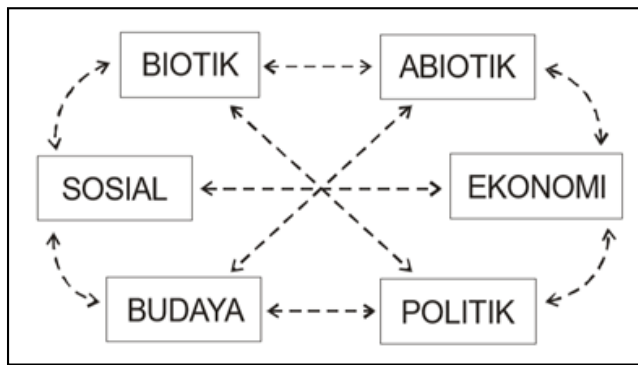 BIOTIK
ABIOTIK
SOSIAL
EKONOMI
BUDAYA
POLITIK